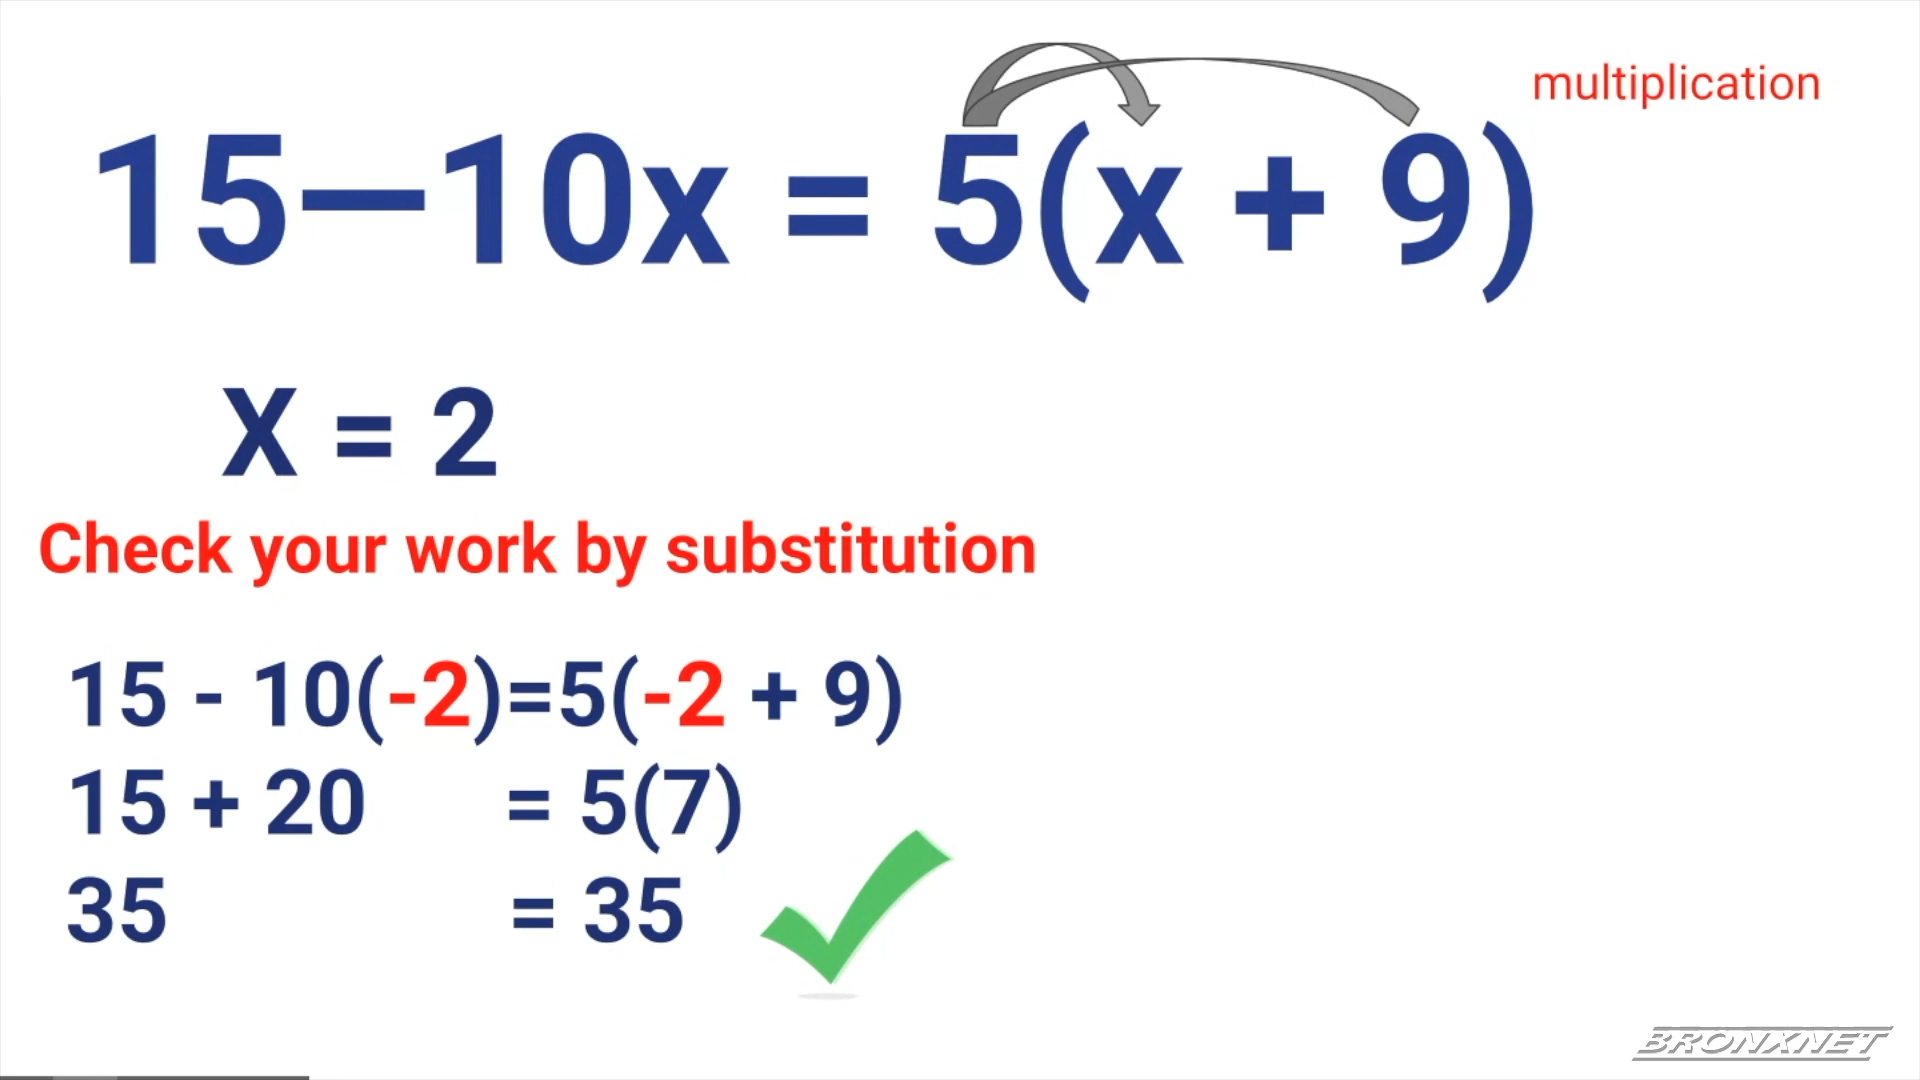 multiplication
15—10x = 5(x + 9)
X = 2
Check your work by substitution
15 - 10(-2)=5(-2 + 9)
15 + 20 = 5(7)
35 = 35
BRONXNET